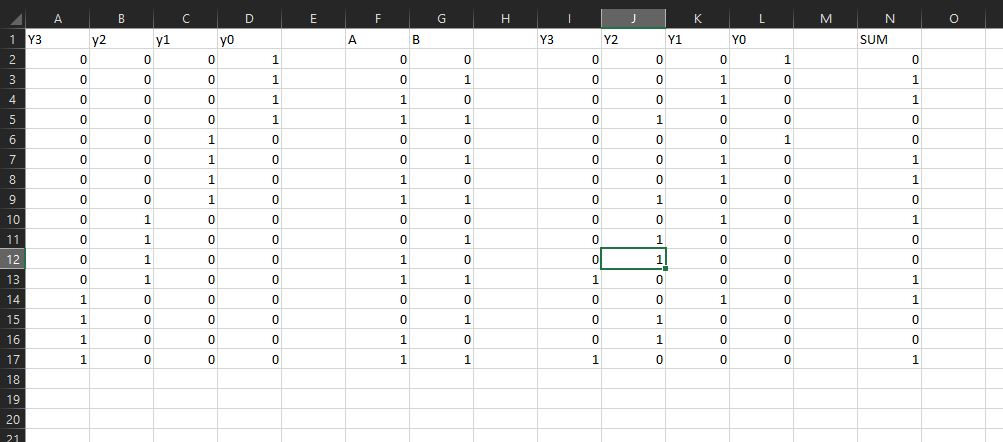 A B C D E F G H I J K L M N O
1 Y3 y2 y1 y0 A B Y3 Y2 Y1 Y0 SUM
2 0 0 0 1 0 0 0 0 0 1 0
3 0 0 0 1 0 1 0 0 1 0 1
4 0 0 0 1 1 0 0 0 1 0 1
5 0 0 0 1 1 1 0 1 0 0 0
6 0 0 1 0 0 0 0 0 0 1 0
7 0 0 1 0 0 1 0 0 1 0 1
8 0 0 1 0 1 0 0 0 1 0 1
9 0 0 1 0 1 1 0 1 0 0 0
10 0 1 0 0 0 0 0 0 1 0 1
11 0 1 0 0 0 1 0 1 0 0 0
12 0 1 0 0 1 0 0 1 0 0 0
13 0 1 0 0 1 1 1 0 0 0 1
14 1 0 0 0 0 0 0 0 1 0 1
15 1 0 0 0 0 1 0 1 0 0 0
16 1 0 0 0 1 0 0 1 0 0 0
17 1 0 0 0 1 1 1 0 0 0 1
18
19
20
21